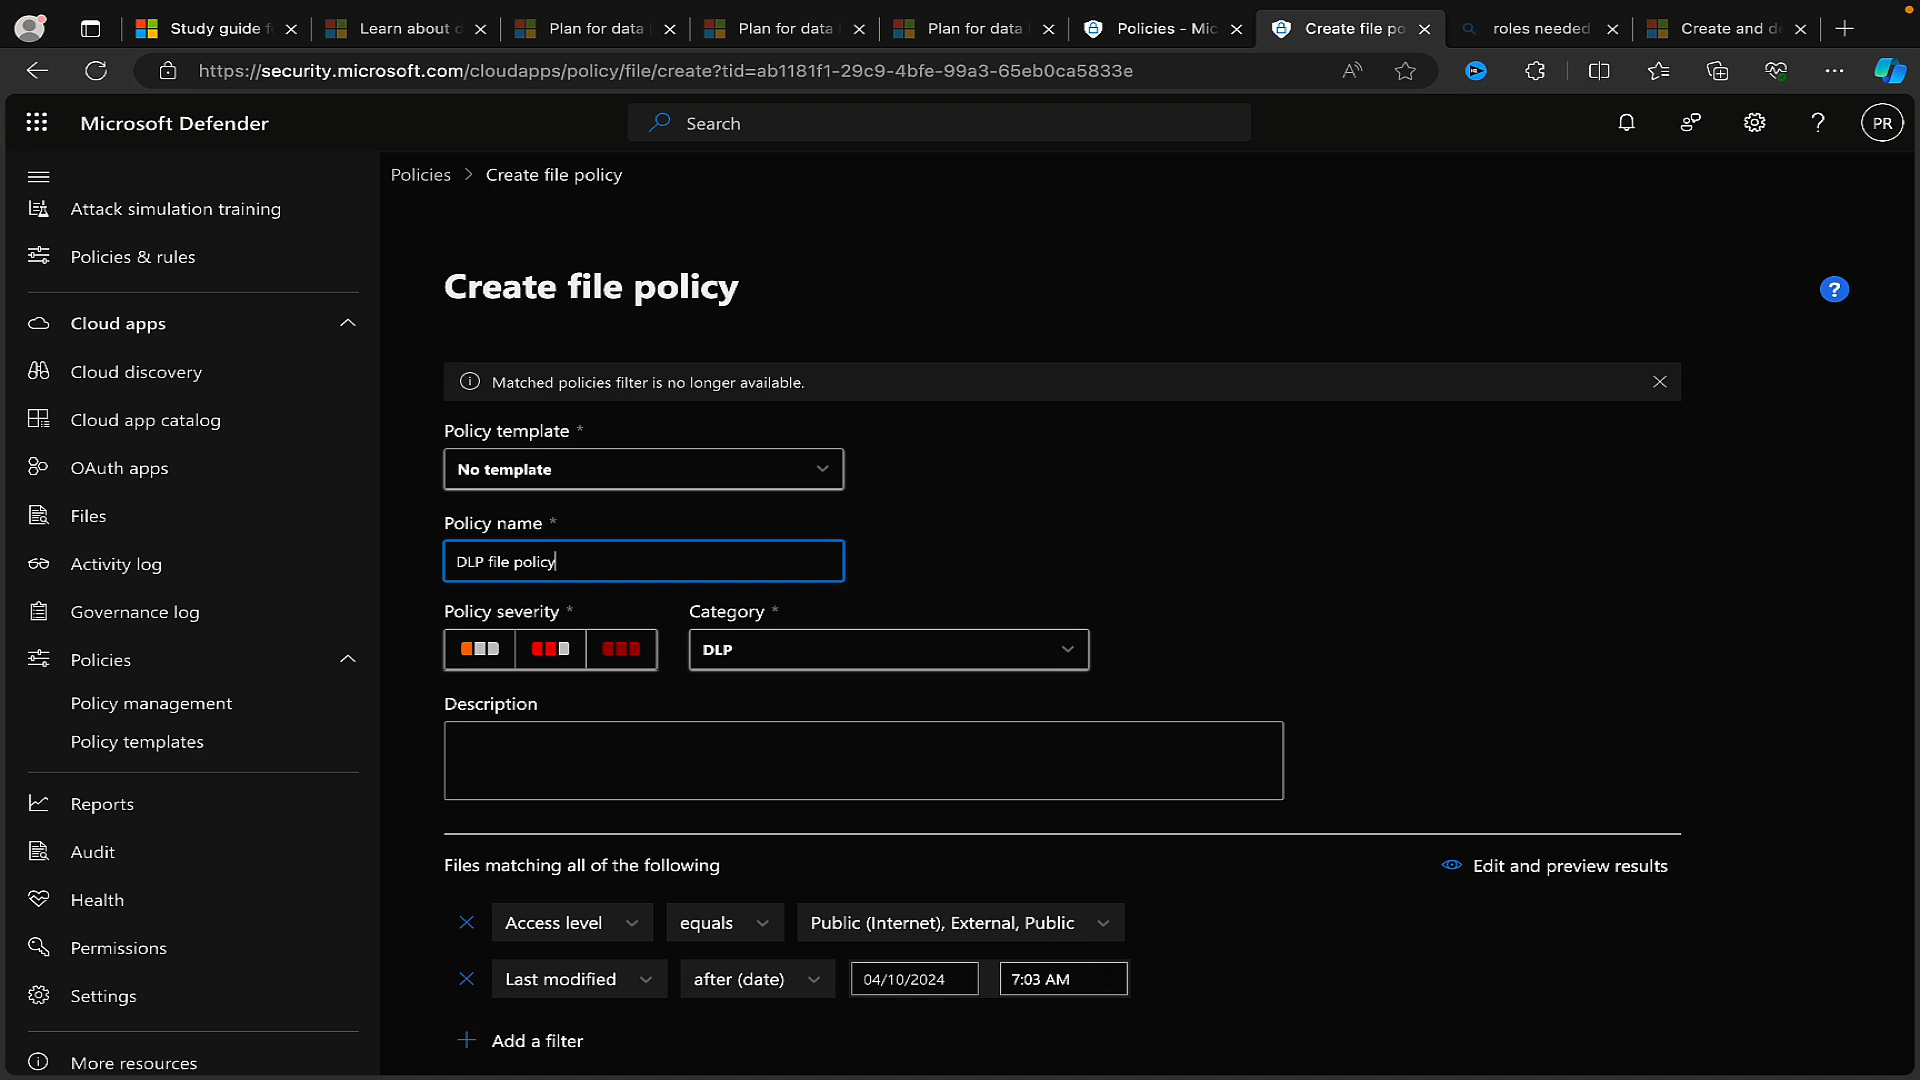 Study guide f
Learn about d
Plan for data
Plan for data
Plan for data
Policies - Mic
Create file po
roles needed
Create and d
https://security.microsoft.com/cloudapps/policy/file/create?tid=ab1181f1-29c9-4bfe-99a3-65eb0ca5833e
Microsoft Defender
Search
PR
Attack simulation training
Policies & rules
Cloud apps
Cloud discovery
Cloud app catalog
OAuth apps
Files
Activity log
Governance log
Policies
Policy management
Policy templates
Reports
Audit
Health
Permissions
Settings
More resources
Policies > Create file policy
Create file policy
?
Matched policies filter is no longer available.
Policy template *
No template
Policy name *
DLP file policy
Policy severity *
Category *
DLP
Description
Files matching all of the following
Edit and preview results
Access level equals Public (Internet), External, Public
Last modified after (date) 04/10/2024 7:03 AM
Add a filter